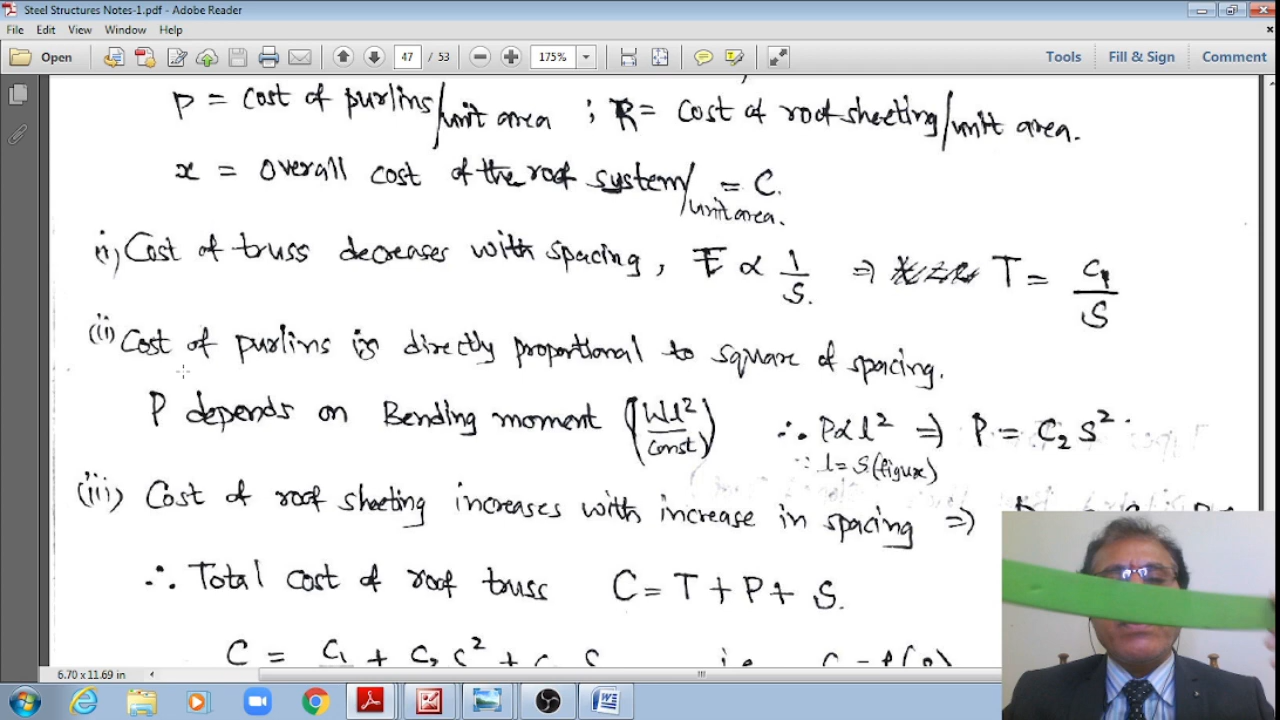 Steel Structures Notes-1.pdf - Adobe Reader
File Edit View Window Help
Open 47 / 53 175% Tools Fill & Sign Comment
p = cost of purlins/unit area ; R = cost of roof sheeting/unit area.
x = overall cost of the roof system/unit area. = C.
(i) Cost of truss decreases with spacing, T ∝ 1/S. ⇒ T = C1/S
(ii) Cost of purlins is directly proportional to square of spacing.
P depends on Bending moment (Wl²/const) ∴ P∝l² ⇒ P = C2 S².
∵ l = S (figure)
(iii) Cost of roof sheeting increases with increase in spacing ⇒
∴ Total cost of roof truss C = T + P + S.
C = C1 + C2 S² +
6.70 x 11.69 in